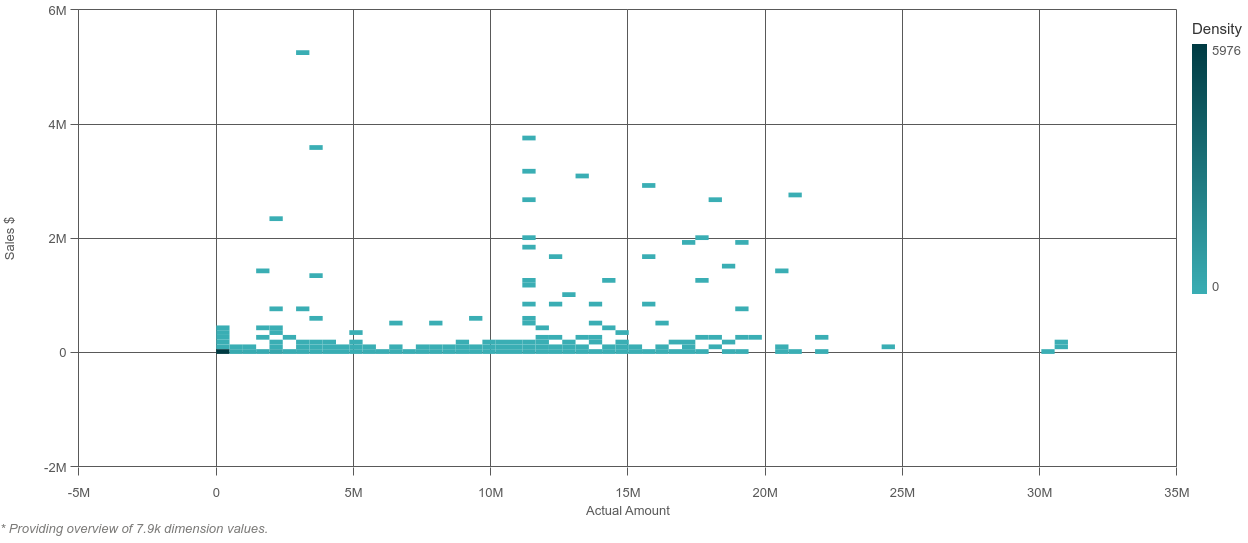 6M
4M
2M
0
-2M
Sales $
-5M 0 5M 10M 15M 20M 25M 30M 35M
Actual Amount
Density
5976
0
* Providing overview of 7.9k dimension values.